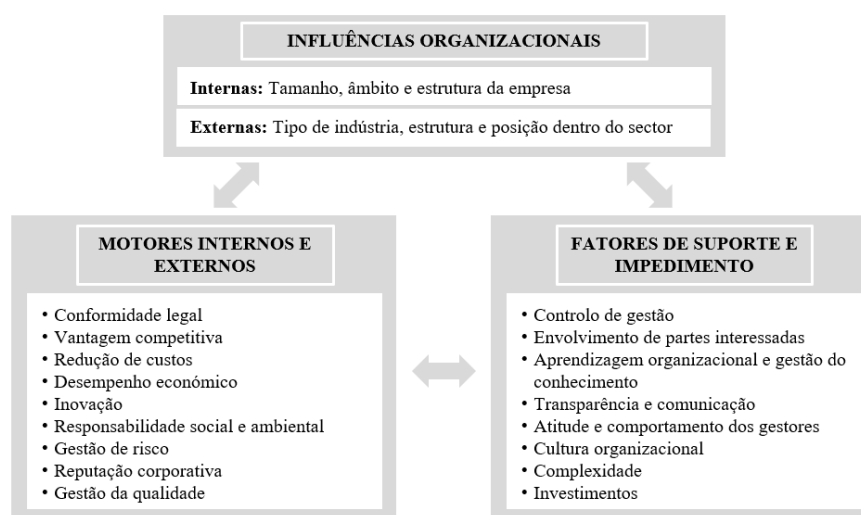 INFLUÊNCIAS ORGANIZACIONAIS
Internas: Tamanho, âmbito e estrutura da empresa
Externas: Tipo de indústria, estrutura e posição dentro do sector
MOTORES INTERNOS E
EXTERNOS
• Conformidade legal
• Vantagem competitiva
• Redução de custos
• Desempenho económico
• Inovação
• Responsabilidade social e ambiental
• Gestão de risco
• Reputação corporativa
• Gestão da qualidade
FATORES DE SUPORTE E
IMPEDIMENTO
• Controlo de gestão
• Envolvimento de partes interessadas
• Aprendizagem organizacional e gestão do
conhecimento
• Transparência e comunicação
• Atitude e comportamento dos gestores
• Cultura organizacional
• Complexidade
• Investimentos